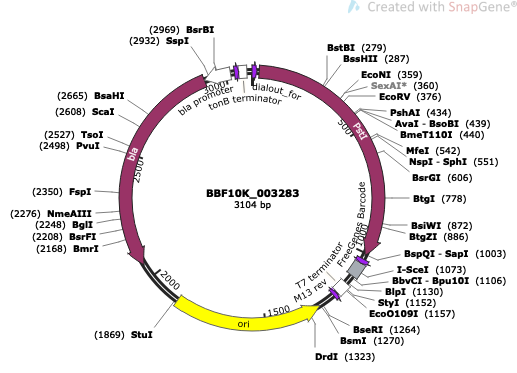 Created with SnapGene®
(2969) BsrBI
(2932) SspI
BstBI (279)
BssHII (287)
EcoNI (359)
SexAI* (360)
EcoRV (376)
PshAI (434)
AvaI - BsoBI (439)
BmeT110I (440)
MfeI (542)
NspI - SphI (551)
BsrGI (606)
BtgI (778)
BsiWI (872)
BtgZI (886)
BspQI - SapI (1003)
I-SceI (1073)
BbvCI - Bpu10I (1106)
BlpI (1130)
StyI (1152)
EcoO109I (1157)
BseRI (1264)
BsmI (1270)
DrdI (1323)
(1869) StuI
(2168) BmrI
(2208) BsrFI
(2248) BglI
(2276) NmeAIII
(2350) FspI
(2498) PvuI
(2527) TsoI
(2608) ScaI
(2665) BsaHI
bla promoter
tonB terminator
dialout_for
3000
500
PstI
1000
FreeGenes Barcode
T7 terminator
M13 rev
1500
ori
2000
2500
bla
BBF10K_003283
3104 bp